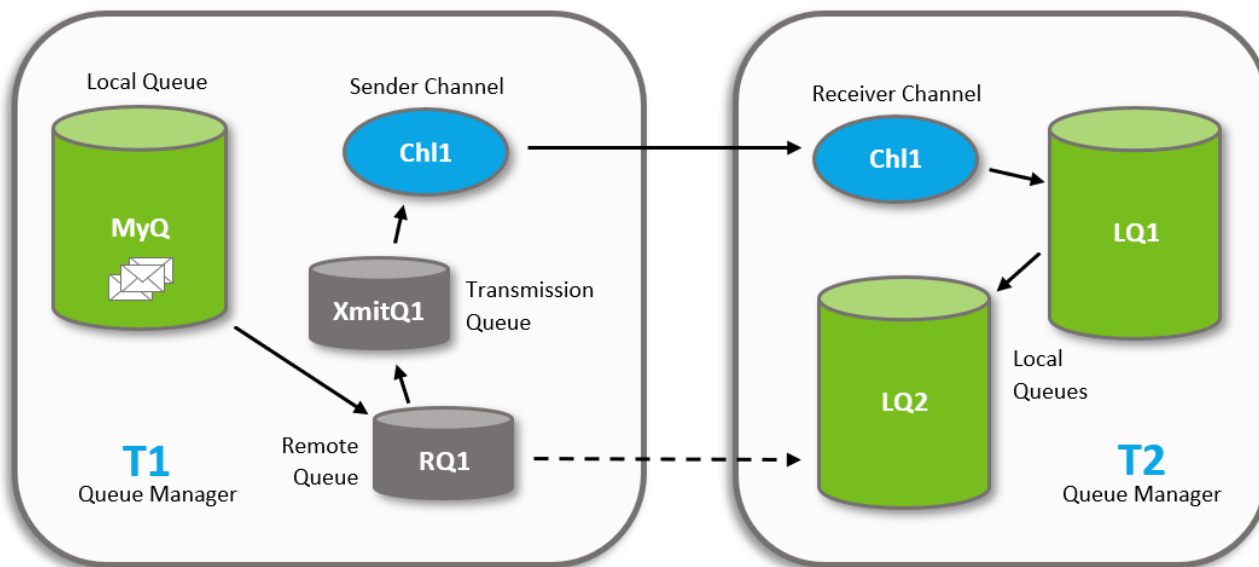 Local Queue
MyQ
Sender Channel
Chl1
XmitQ1
Transmission
Queue
Remote
Queue
RQ1
T1
Queue Manager
Receiver Channel
Chl1
LQ1
LQ2
Local
Queues
T2
Queue Manager